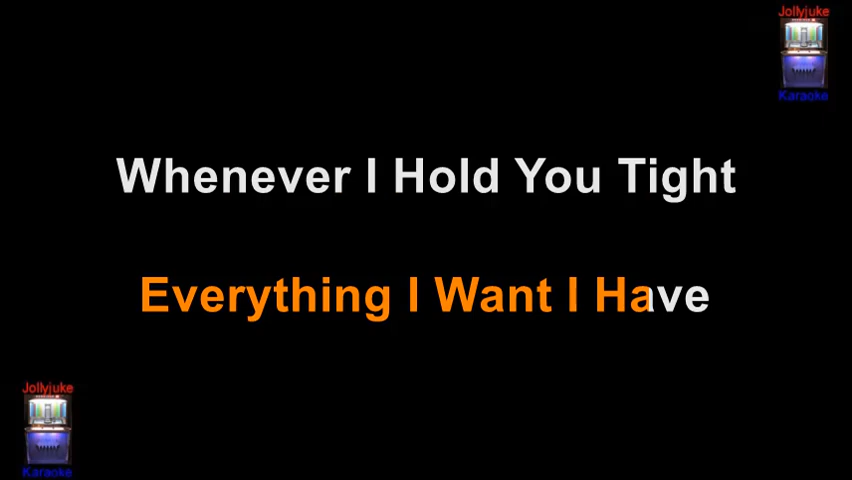 Jollyjuke
Karaoke
Whenever I Hold You Tight
Everything I Want I Have
Jollyjuke
Karaoke